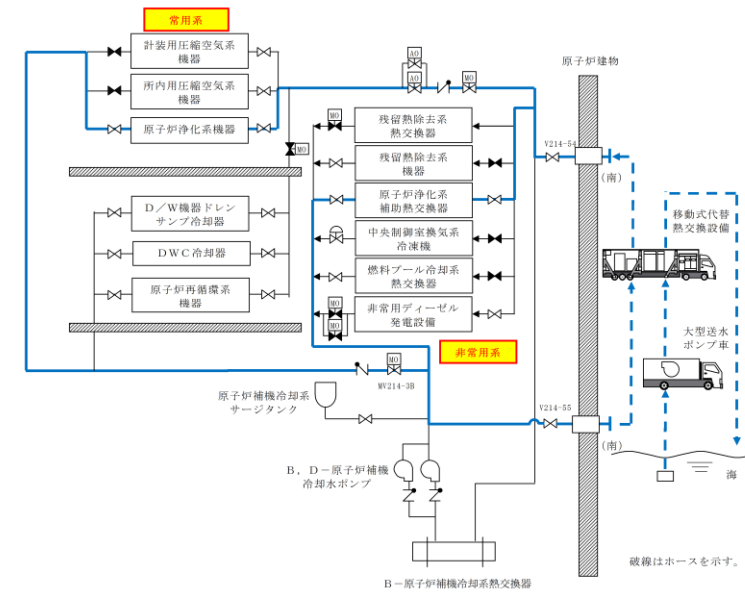 常用系
計装用圧縮空気系
機器
所内用圧縮空気系
機器
原子炉浄化系機器
AO
AO
MO
MO
原子炉建物
残留熱除去系
熱交換器
MO
残留熱除去系
機器
原子炉浄化系
補助熱交換器
中央制御室換気系
冷凍機
燃料プール冷却系
熱交換器
非常用ディーゼル
発電設備
MO
MO
D/W機器ドレン
サンプ冷却器
DWC冷却器
原子炉再循環系
機器
V214-54
(南)
移動式代替
熱交換設備
大型送水
ポンプ車
非常用系
MO
MV214-3B
原子炉補機冷却系
サージタンク
V214-55
(南)
海
B、D-原子炉補機
冷却水ポンプ
B-原子炉補機冷却系熱交換器
破線はホースを示す。